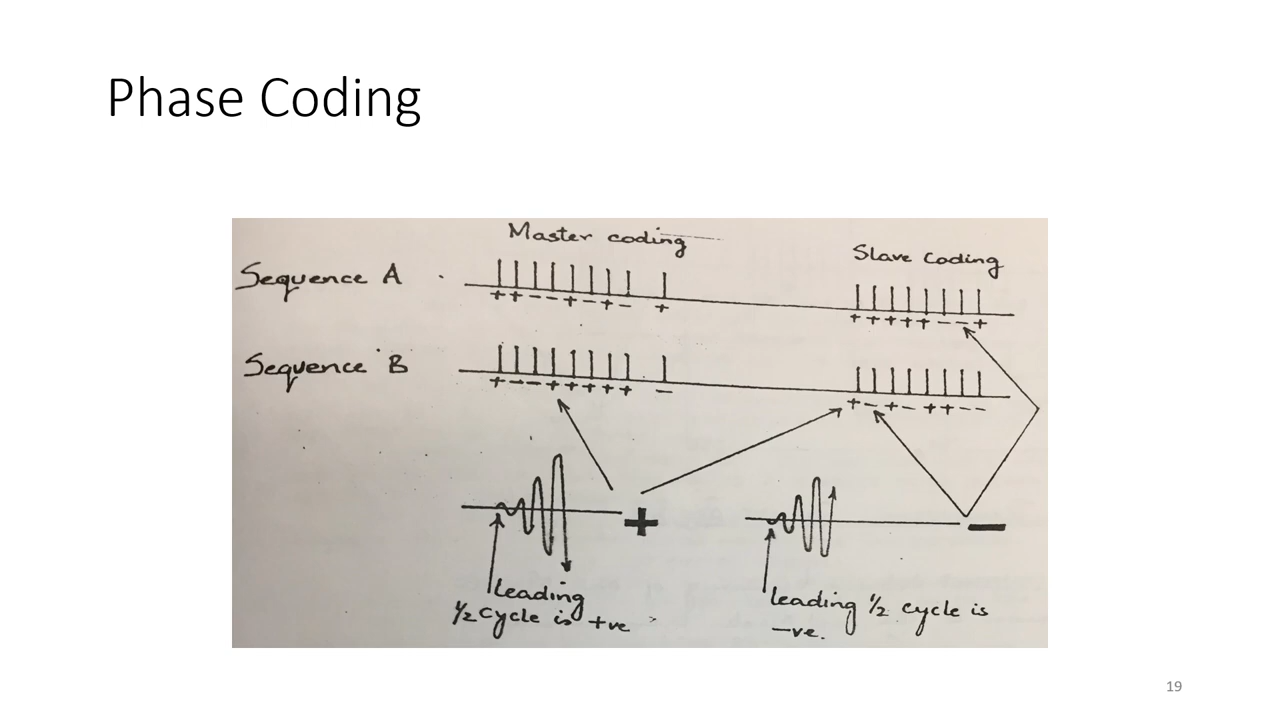 Phase Coding
Master coding
Slave Coding
Sequence A
++--+-+- +
+++++--+
Sequence B
+--+++++ -
+-+-++--
+
-
leading
1/2 cycle is +ve
leading 1/2 cycle is
-ve.
19